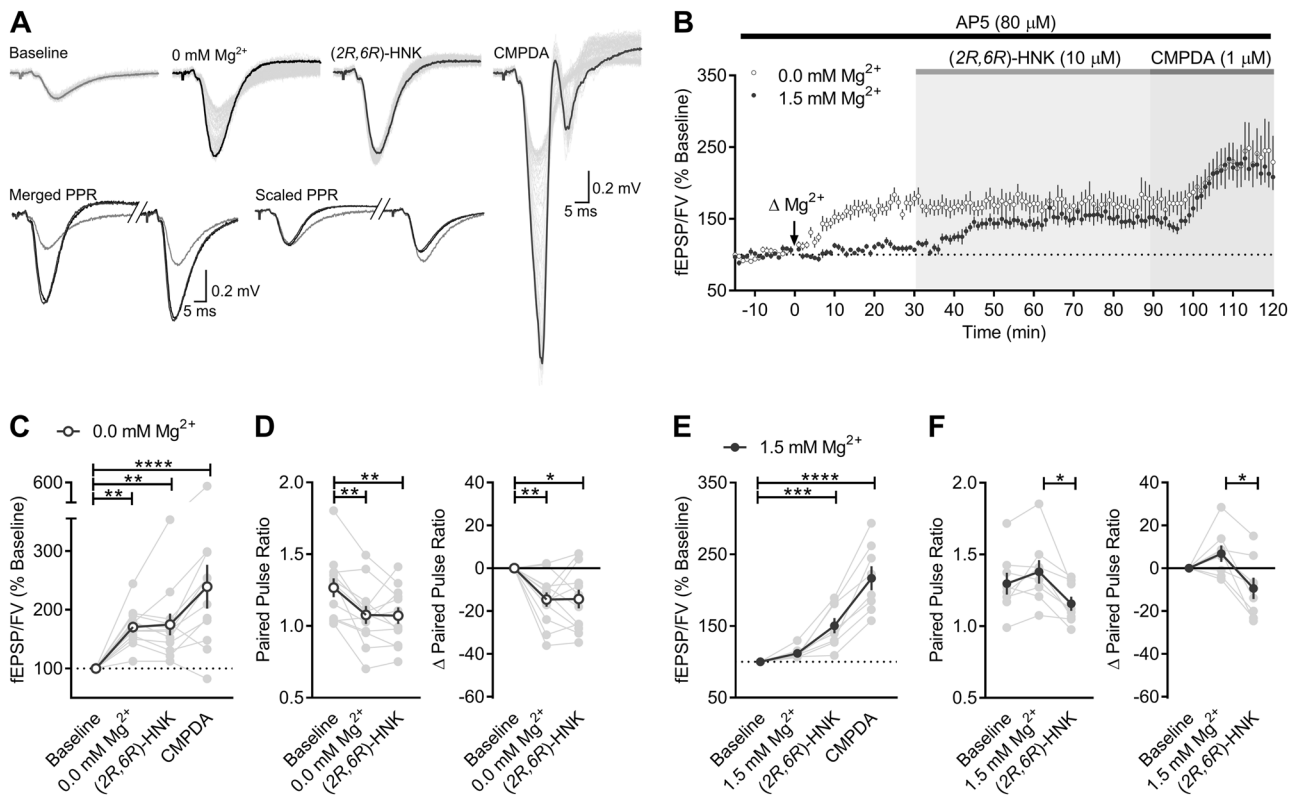 A
Baseline
0 mM Mg²⁺
(2R,6R)-HNK
CMPDA
0.2 mV
5 ms
Merged PPR
Scaled PPR
0.2 mV
5 ms
B
AP5 (80 μM)
(2R,6R)-HNK (10 μM)
CMPDA (1 μM)
0.0 mM Mg²⁺
1.5 mM Mg²⁺
Δ Mg²⁺
fEPSP/FV (% Baseline)
350
250
150
50
-10 0 10 20 30 40 50 60 70 80 90 100 110 120
Time (min)
C
0.0 mM Mg²⁺
****
**
**
fEPSP/FV (% Baseline)
600
300
200
100
Baseline
0.0 mM Mg²⁺
(2R,6R)-HNK
CMPDA
D
**
**
Paired Pulse Ratio
2.0
1.5
1.0
0.5
Baseline
0.0 mM Mg²⁺
(2R,6R)-HNK
*
**
Δ Paired Pulse Ratio
40
20
0
-20
-40
-60
Baseline
0.0 mM Mg²⁺
(2R,6R)-HNK
E
1.5 mM Mg²⁺
****
***
fEPSP/FV (% Baseline)
350
250
150
50
Baseline
1.5 mM Mg²⁺
(2R,6R)-HNK
CMPDA
F
*
Paired Pulse Ratio
2.0
1.5
1.0
0.5
Baseline
1.5 mM Mg²⁺
(2R,6R)-HNK
*
Δ Paired Pulse Ratio
40
20
0
-20
-40
-60
Baseline
1.5 mM Mg²⁺
(2R,6R)-HNK